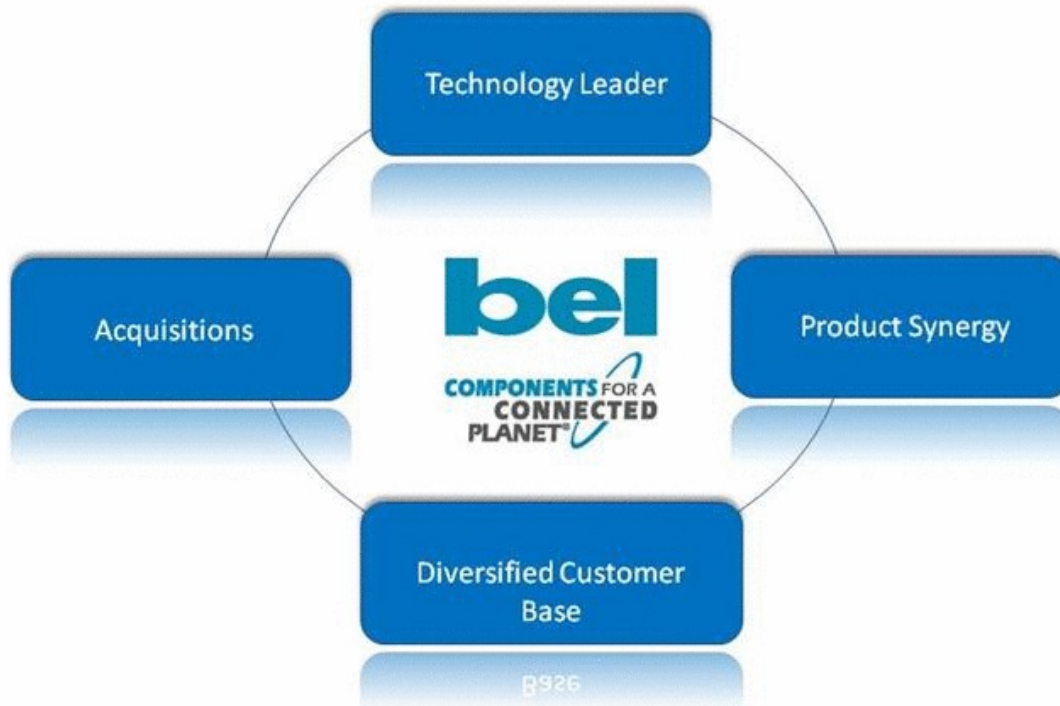 Technology Leader
Acquisitions
bel
COMPONENTS FOR A
CONNECTED
PLANET®
Product Synergy
Diversified Customer
Base